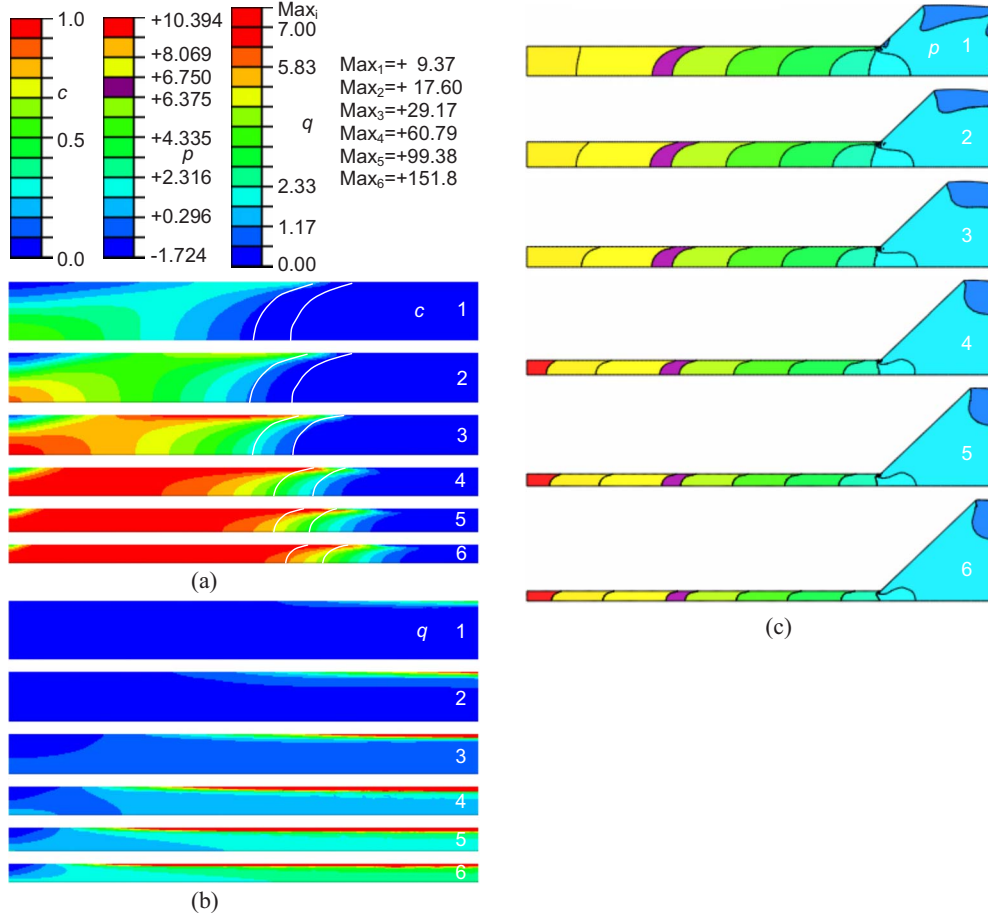 1.0
c
0.5
0.0
+10.394
+8.069
+6.750
+6.375
+4.335
p
+2.316
+0.296
-1.724
Maxi
7.00
5.83
q
2.33
1.17
0.00
Max1=+ 9.37
Max2=+ 17.60
Max3=+29.17
Max4=+60.79
Max5=+99.38
Max6=+151.8
c 1
2
3
4
5
6
(a)
q 1
2
3
4
5
6
(b)
p 1
2
3
4
5
6
(c)